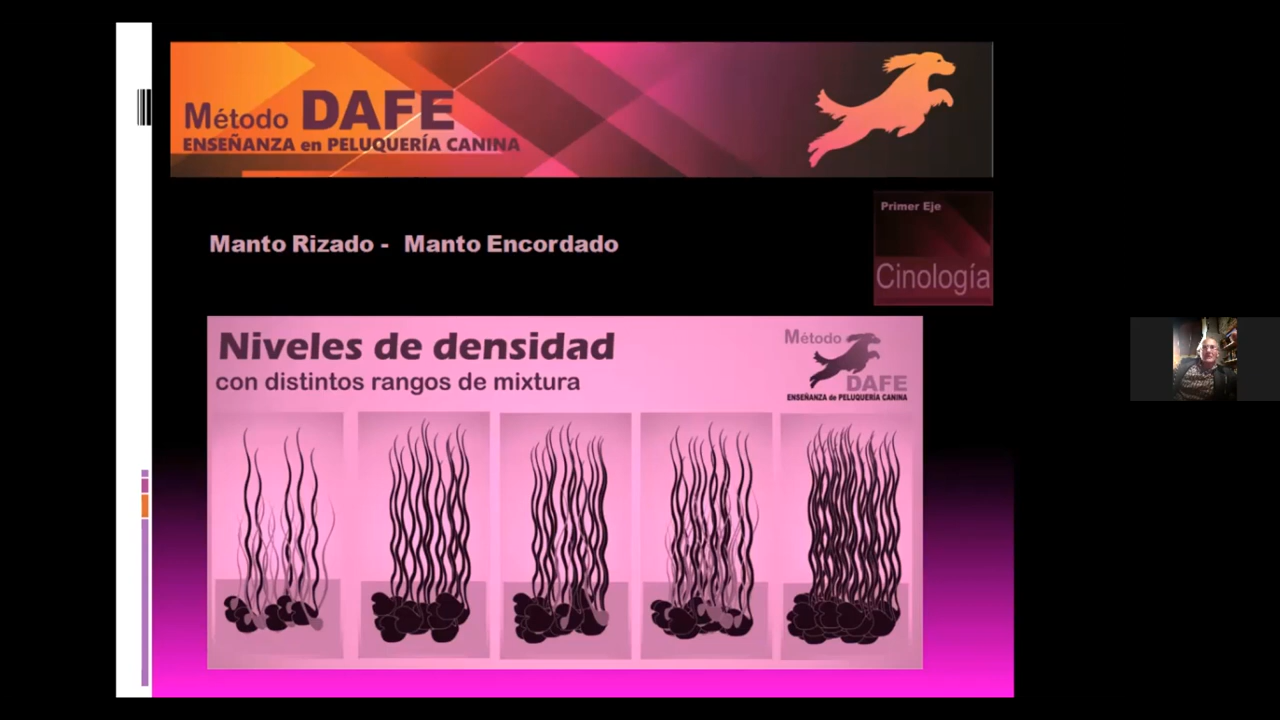 Método DAFE
ENSEÑANZA en PELUQUERÍA CANINA
Primer Eje
Cinología
Manto Rizado - Manto Encordado
Niveles de densidad
con distintos rangos de mixtura
Método
DAFE
ENSEÑANZA de PELUQUERÍA CANINA